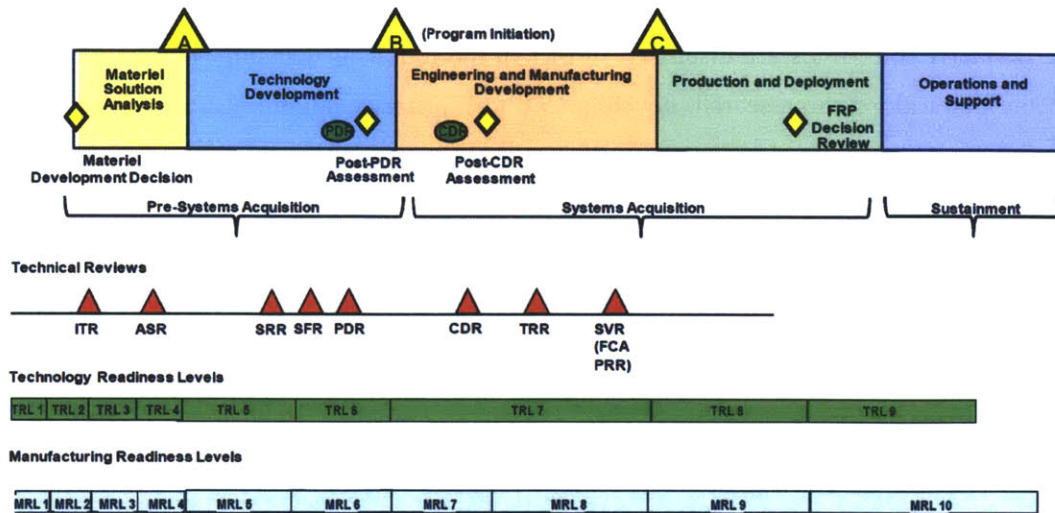 A
B
(Program Initiation)
C
Materiel
Solution
Analysis
Technology
Development
Engineering and Manufacturing
Development
Production and Deployment
Operations and
Support
PDR
CDR
FRP
Decision
Review
Materiel
Development Decision
Post-PDR
Assessment
Post-CDR
Assessment
Pre-Systems Acquisition
Systems Acquisition
Sustainment
Technical Reviews
ITR
ASR
SRR
SFR
PDR
CDR
TRR
SVR
(FCA
PRR)
Technology Readiness Levels
TRL 1
TRL 2
TRL 3
TRL 4
TRL 5
TRL 6
TRL 7
TRL 8
TRL 9
Manufacturing Readiness Levels
MRL 1
MRL 2
MRL 3
MRL 4
MRL 5
MRL 6
MRL 7
MRL 8
MRL 9
MRL 10